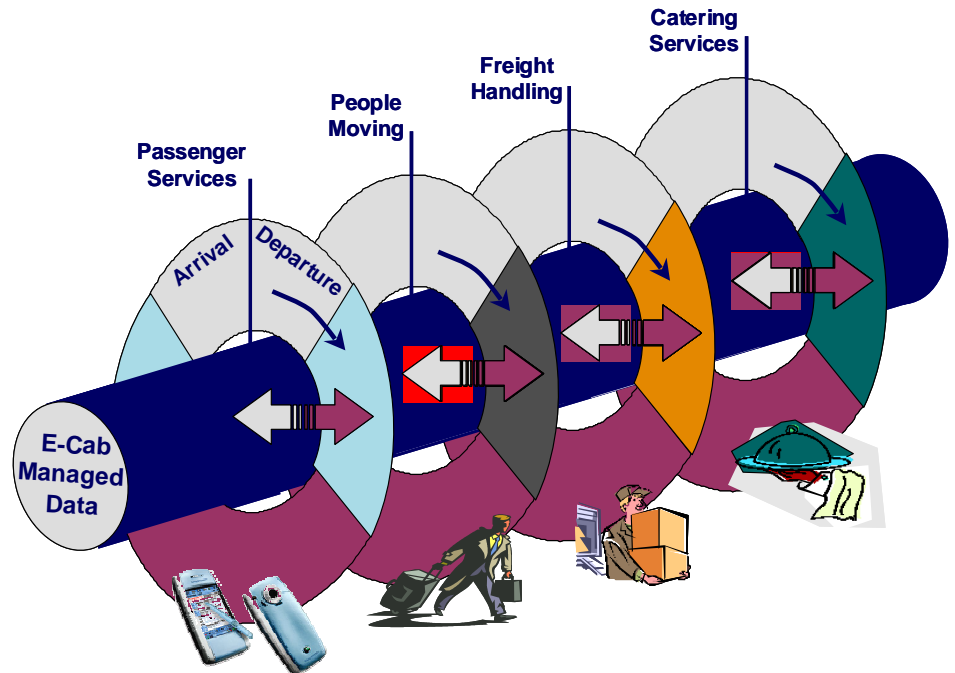 Catering
Services
Freight
Handling
People
Moving
Passenger
Services
Arrival
Departure
E-Cab
Managed
Data